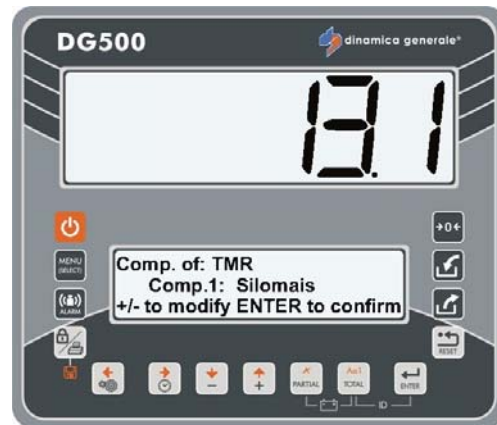 DG500
dinamica generale®
13.1
MENU
(SELECT)
→0←
Comp. of: TMR
Comp.1: Silomais
+/- to modify ENTER to confirm
ALARM
RESET
PARTIAL
Aa1
TOTAL
ENTER
ID